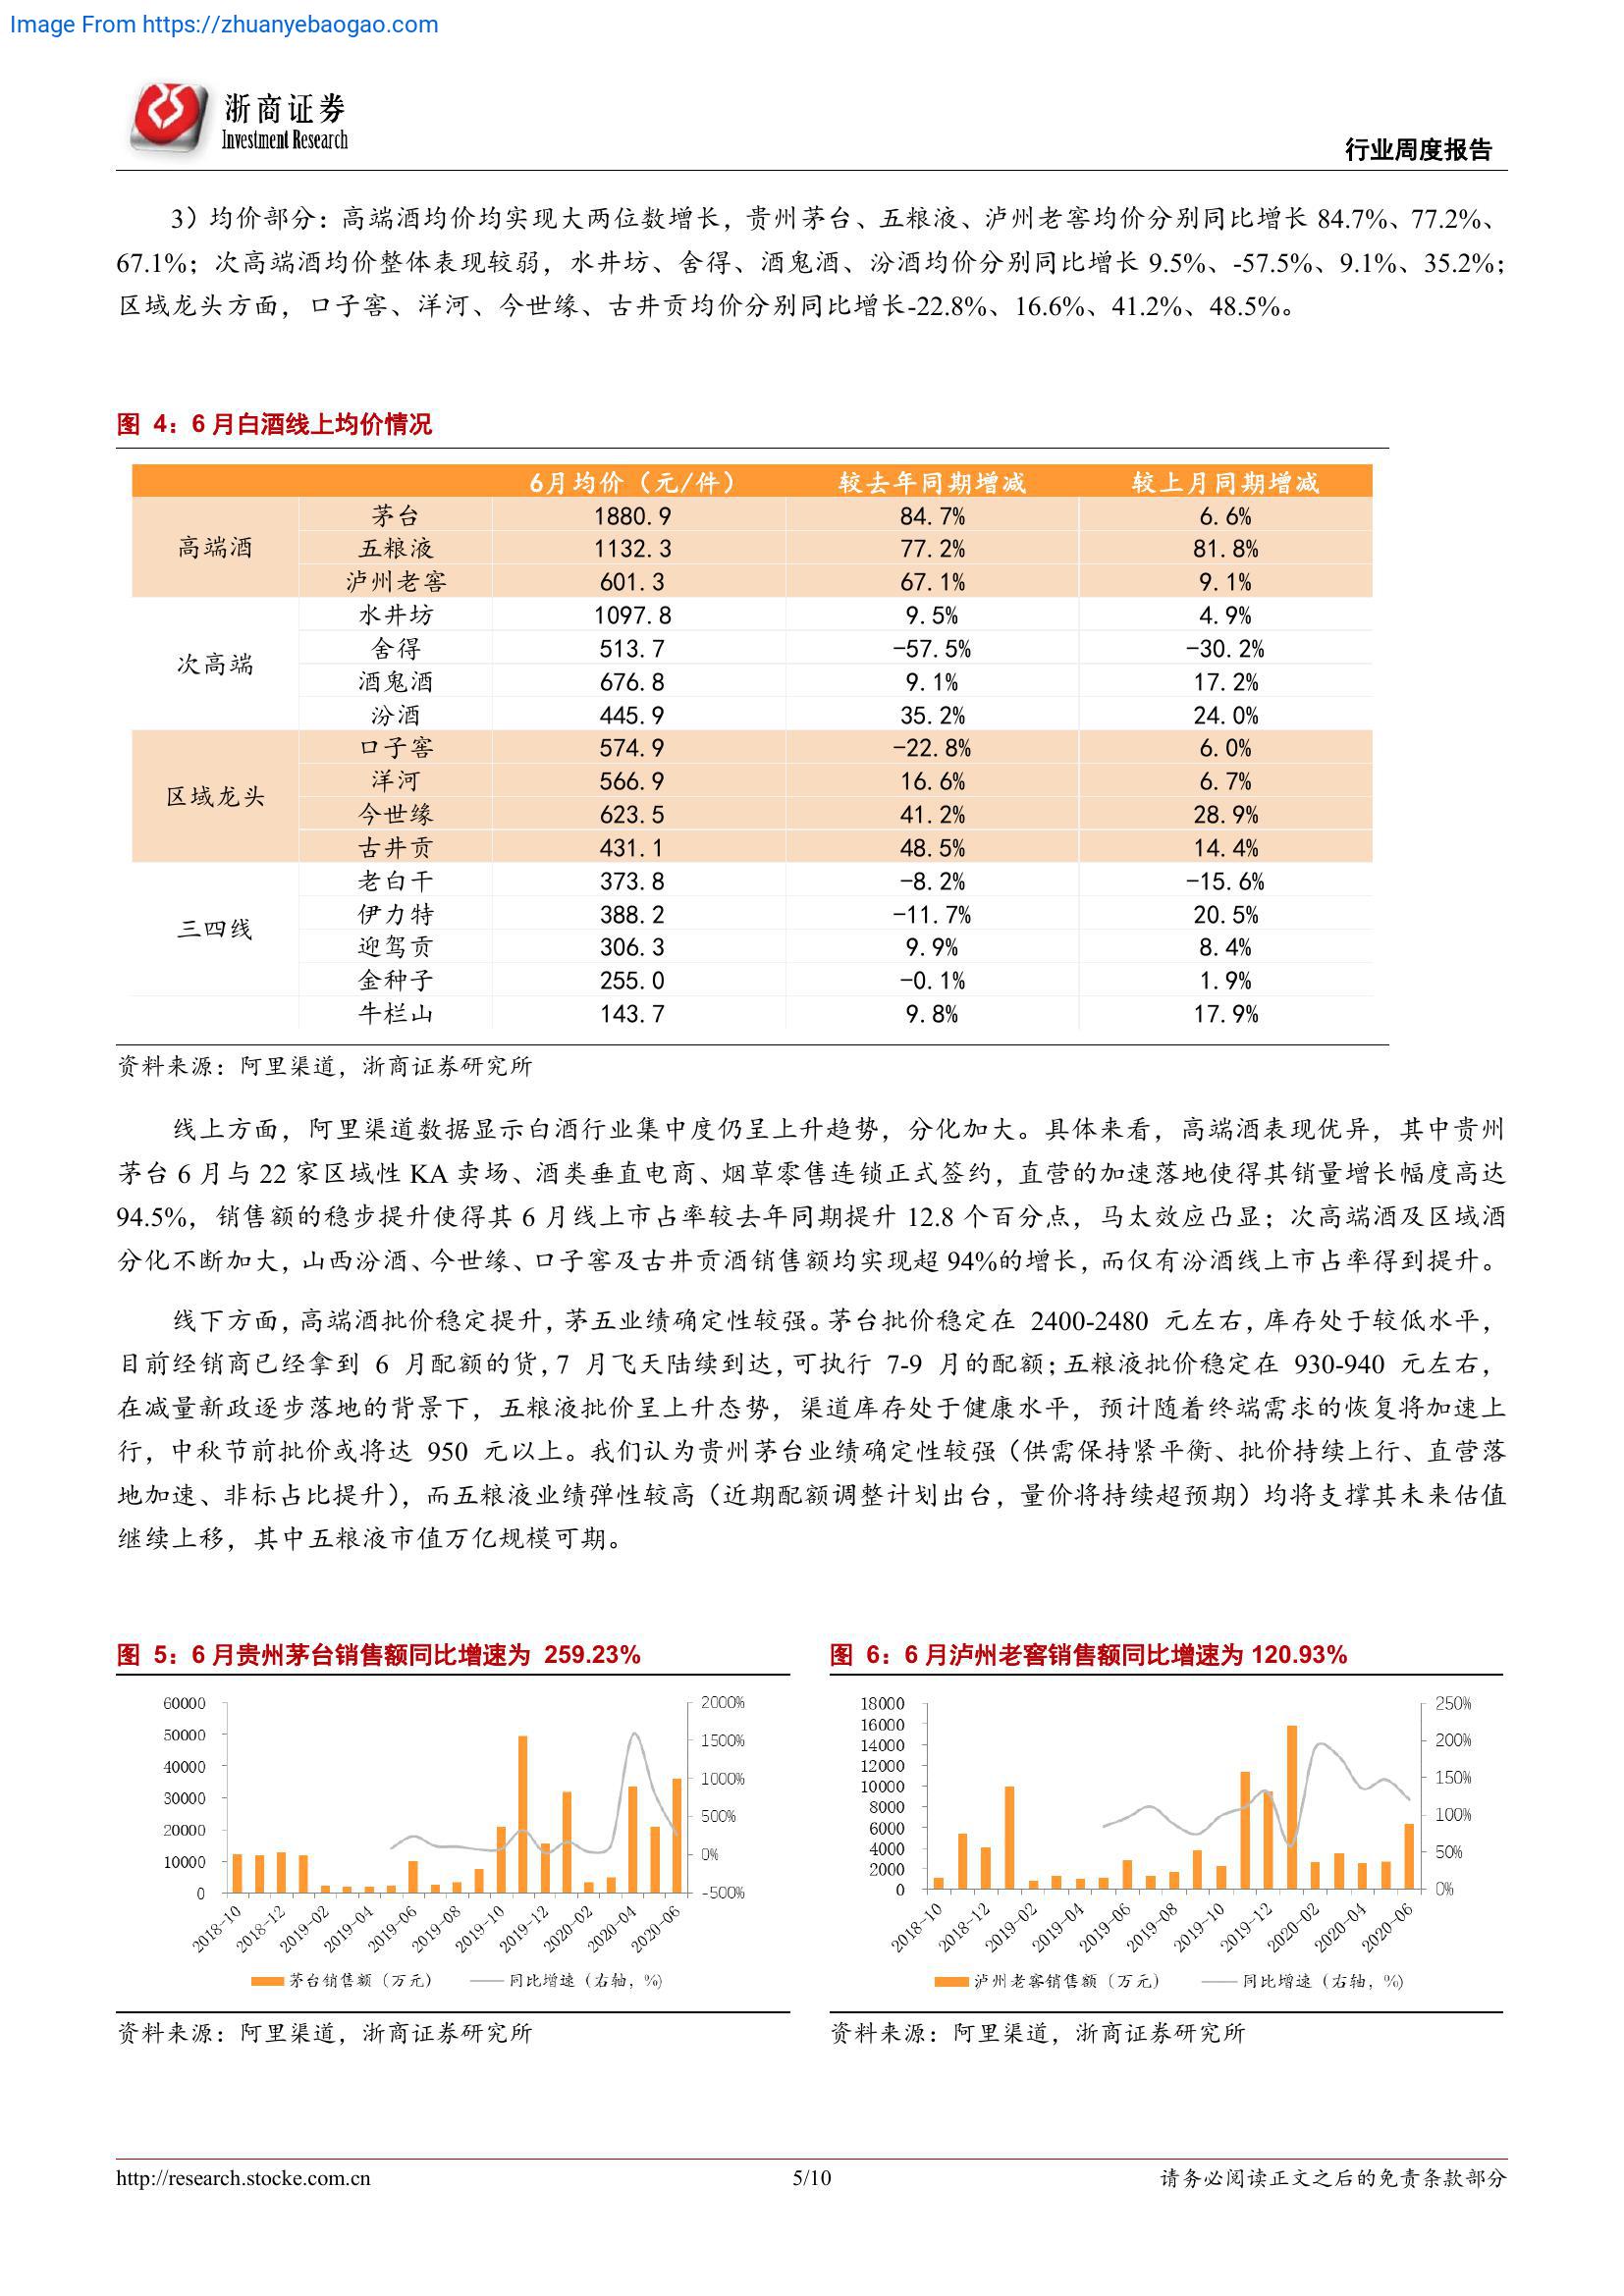 Image From https://zhuanyebaogao.com
浙商证券
Investment Research
行业周度报告
3）均价部分：高端酒均价均实现大两位数增长，贵州茅台、五粮液、泸州老窖均价分别同比增长 84.7%、77.2%、
67.1%；次高端酒均价整体表现较弱，水井坊、舍得、酒鬼酒、汾酒均价分别同比增长 9.5%、-57.5%、9.1%、35.2%；
区域龙头方面，口子窖、洋河、今世缘、古井贡均价分别同比增长-22.8%、16.6%、41.2%、48.5%。
图 4：6 月白酒线上均价情况
6月均价（元/件） 较去年同期增减 较上月同期增减
高端酒
茅台 1880.9 84.7% 6.6%
五粮液 1132.3 77.2% 81.8%
泸州老窖 601.3 67.1% 9.1%
次高端
水井坊 1097.8 9.5% 4.9%
舍得 513.7 -57.5% -30.2%
酒鬼酒 676.8 9.1% 17.2%
汾酒 445.9 35.2% 24.0%
区域龙头
口子窖 574.9 -22.8% 6.0%
洋河 566.9 16.6% 6.7%
今世缘 623.5 41.2% 28.9%
古井贡 431.1 48.5% 14.4%
三四线
老白干 373.8 -8.2% -15.6%
伊力特 388.2 -11.7% 20.5%
迎驾贡 306.3 9.9% 8.4%
金种子 255.0 -0.1% 1.9%
牛栏山 143.7 9.8% 17.9%
资料来源：阿里渠道，浙商证券研究所
线上方面，阿里渠道数据显示白酒行业集中度仍呈上升趋势，分化加大。具体来看，高端酒表现优异，其中贵州
茅台 6 月与 22 家区域性 KA 卖场、酒类垂直电商、烟草零售连锁正式签约，直营的加速落地使得其销量增长幅度高达
94.5%，销售额的稳步提升使得其 6 月线上市占率较去年同期提升 12.8 个百分点，马太效应凸显；次高端酒及区域酒
分化不断加大，山西汾酒、今世缘、口子窖及古井贡酒销售额均实现超 94%的增长，而仅有汾酒线上市占率得到提升。
线下方面，高端酒批价稳定提升，茅五业绩确定性较强。茅台批价稳定在 2400-2480 元左右，库存处于较低水平，
目前经销商已经拿到 6 月配额的货，7 月飞天陆续到达，可执行 7-9 月的配额；五粮液批价稳定在 930-940 元左右，
在减量新政逐步落地的背景下，五粮液批价呈上升态势，渠道库存处于健康水平，预计随着终端需求的恢复将加速上
行，中秋节前批价或将达 950 元以上。我们认为贵州茅台业绩确定性较强（供需保持紧平衡、批价持续上行、直营落
地加速、非标占比提升），而五粮液业绩弹性较高（近期配额调整计划出台，量价将持续超预期）均将支撑其未来估值
继续上移，其中五粮液市值万亿规模可期。
图 5：6 月贵州茅台销售额同比增速为 259.23%
60000
50000
40000
30000
20000
10000
0
2000%
1500%
1000%
500%
0%
-500%
2018-10 2018-12 2019-02 2019-04 2019-06 2019-08 2019-10 2019-12 2020-02 2020-04 2020-06
茅台销售额（万元） 同比增速（右轴，%）
资料来源：阿里渠道，浙商证券研究所
图 6：6 月泸州老窖销售额同比增速为 120.93%
18000
16000
14000
12000
10000
8000
6000
4000
2000
0
250%
200%
150%
100%
50%
0%
2018-10 2018-12 2019-02 2019-04 2019-06 2019-08 2019-10 2019-12 2020-02 2020-04 2020-06
泸州老窖销售额（万元） 同比增速（右轴，%）
资料来源：阿里渠道，浙商证券研究所
http://research.stocke.com.cn 5/10 请务必阅读正文之后的免责条款部分